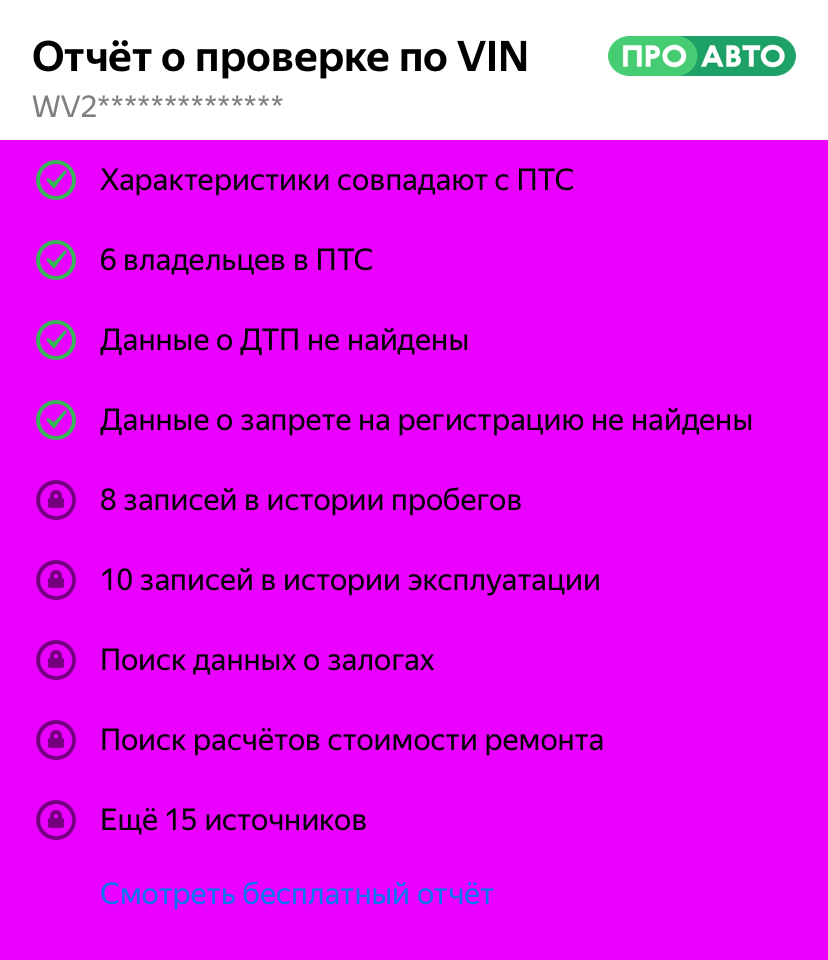 Отчёт о проверке по VIN
ПРО АВТО
WV2**************
Характеристики совпадают с ПТС
6 владельцев в ПТС
Данные о ДТП не найдены
Данные о запрете на регистрацию не найдены
8 записей в истории пробегов
10 записей в истории эксплуатации
Поиск данных о залогах
Поиск расчётов стоимости ремонта
Ещё 15 источников
Смотреть бесплатный отчёт